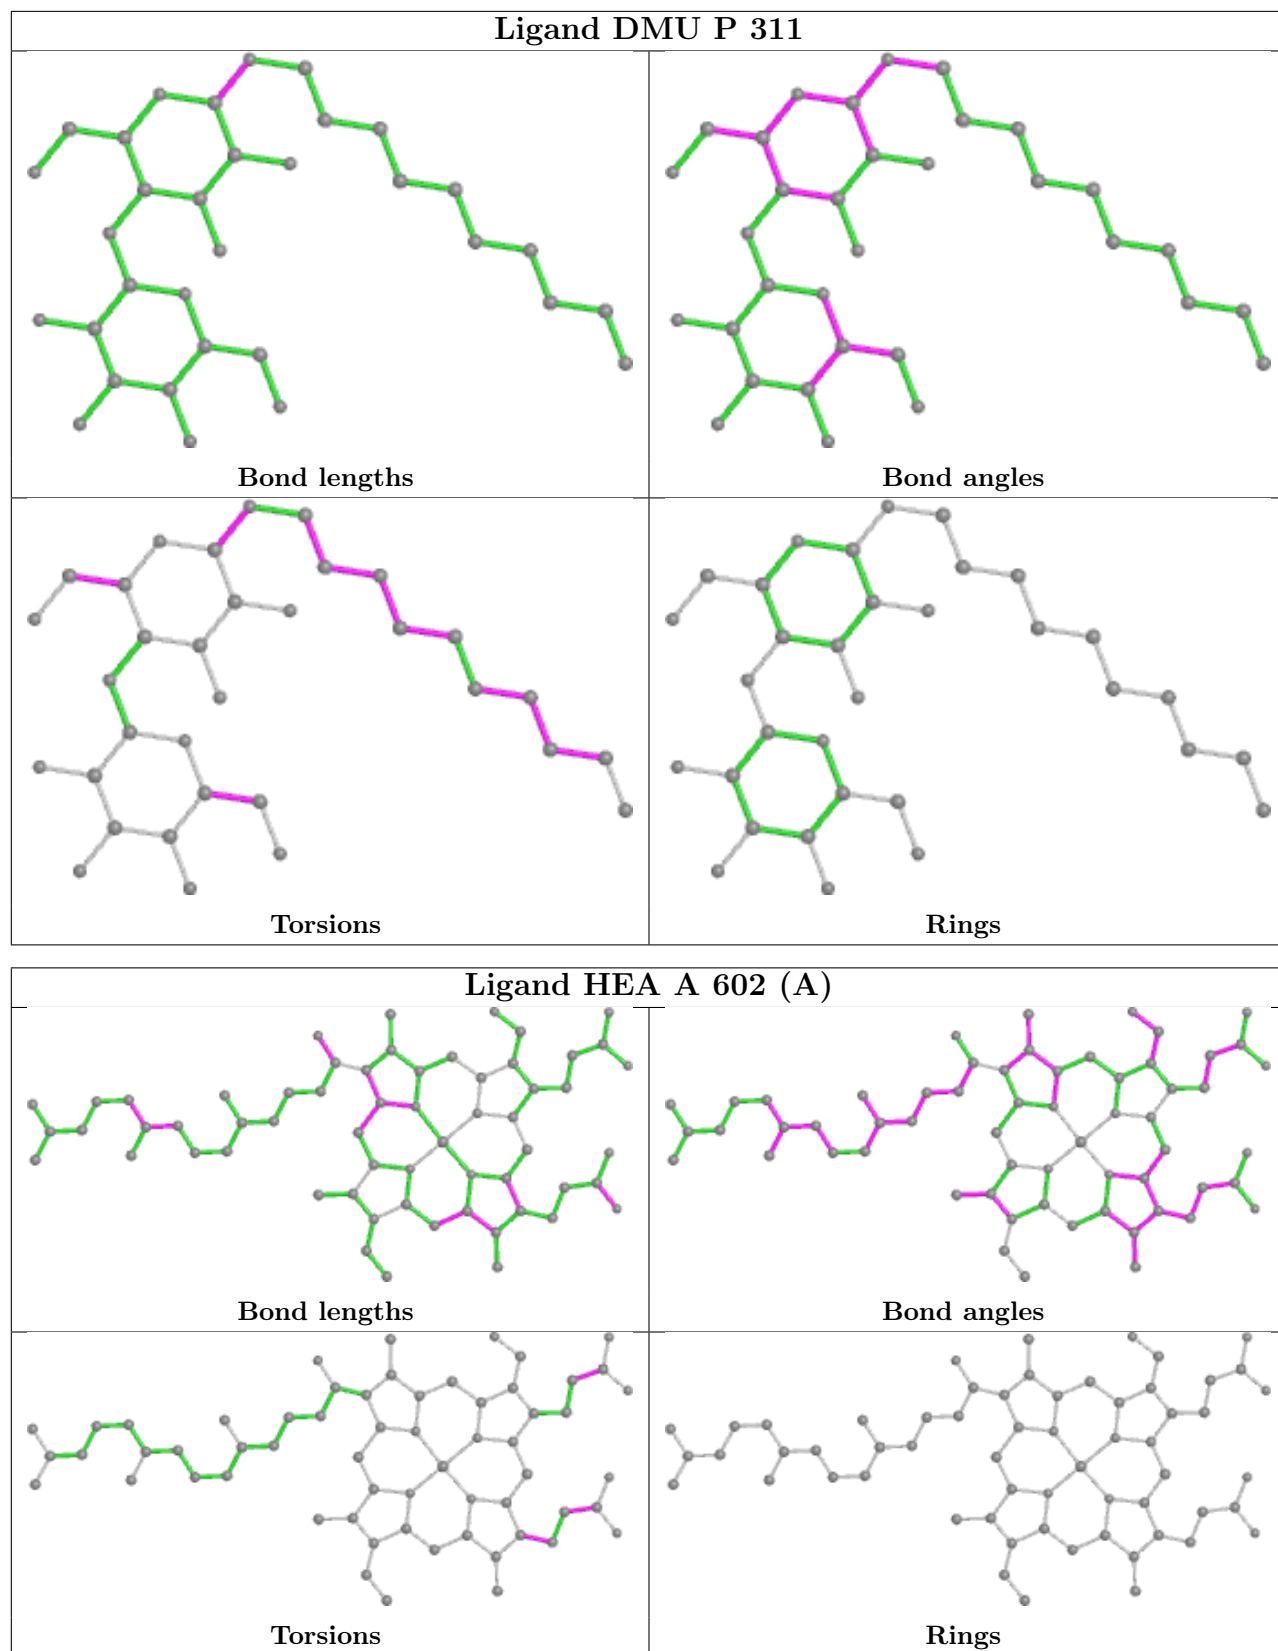 Ligand DMU P 311
Bond lengths
Bond angles
Torsions
Rings
Ligand HEA A 602 (A)
Bond lengths
Bond angles
Torsions
Rings